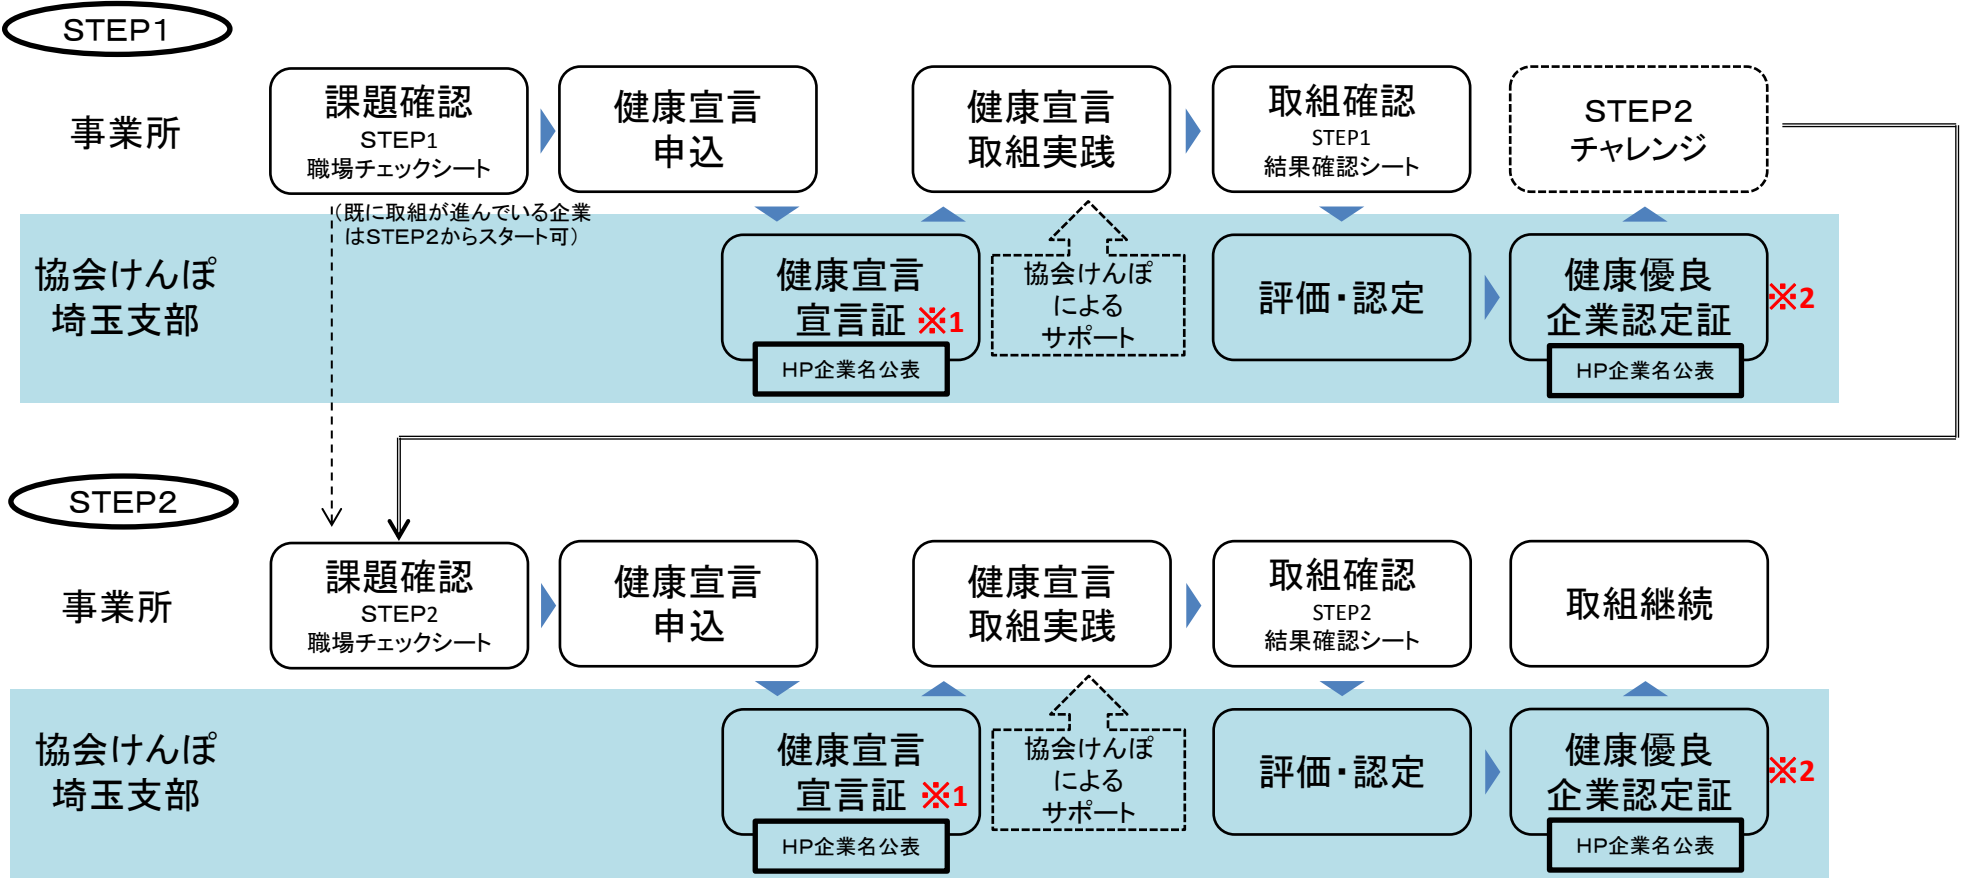 STEP1
事業所
課題確認
STEP1
職場チェックシート
健康宣言
申込
健康宣言
取組実践
取組確認
STEP1
結果確認シート
STEP2
チャレンジ
（既に取組が進んでいる企業
はSTEP2からスタート可）
協会けんぽ
埼玉支部
健康宣言
宣言証 ※1
HP企業名公表
協会けんぽ
による
サポート
評価・認定
健康優良
企業認定証
※2
HP企業名公表
STEP2
事業所
課題確認
STEP2
職場チェックシート
健康宣言
申込
健康宣言
取組実践
取組確認
STEP2
結果確認シート
取組継続
協会けんぽ
埼玉支部
健康宣言
宣言証 ※1
HP企業名公表
協会けんぽ
による
サポート
評価・認定
健康優良
企業認定証
※2
HP企業名公表